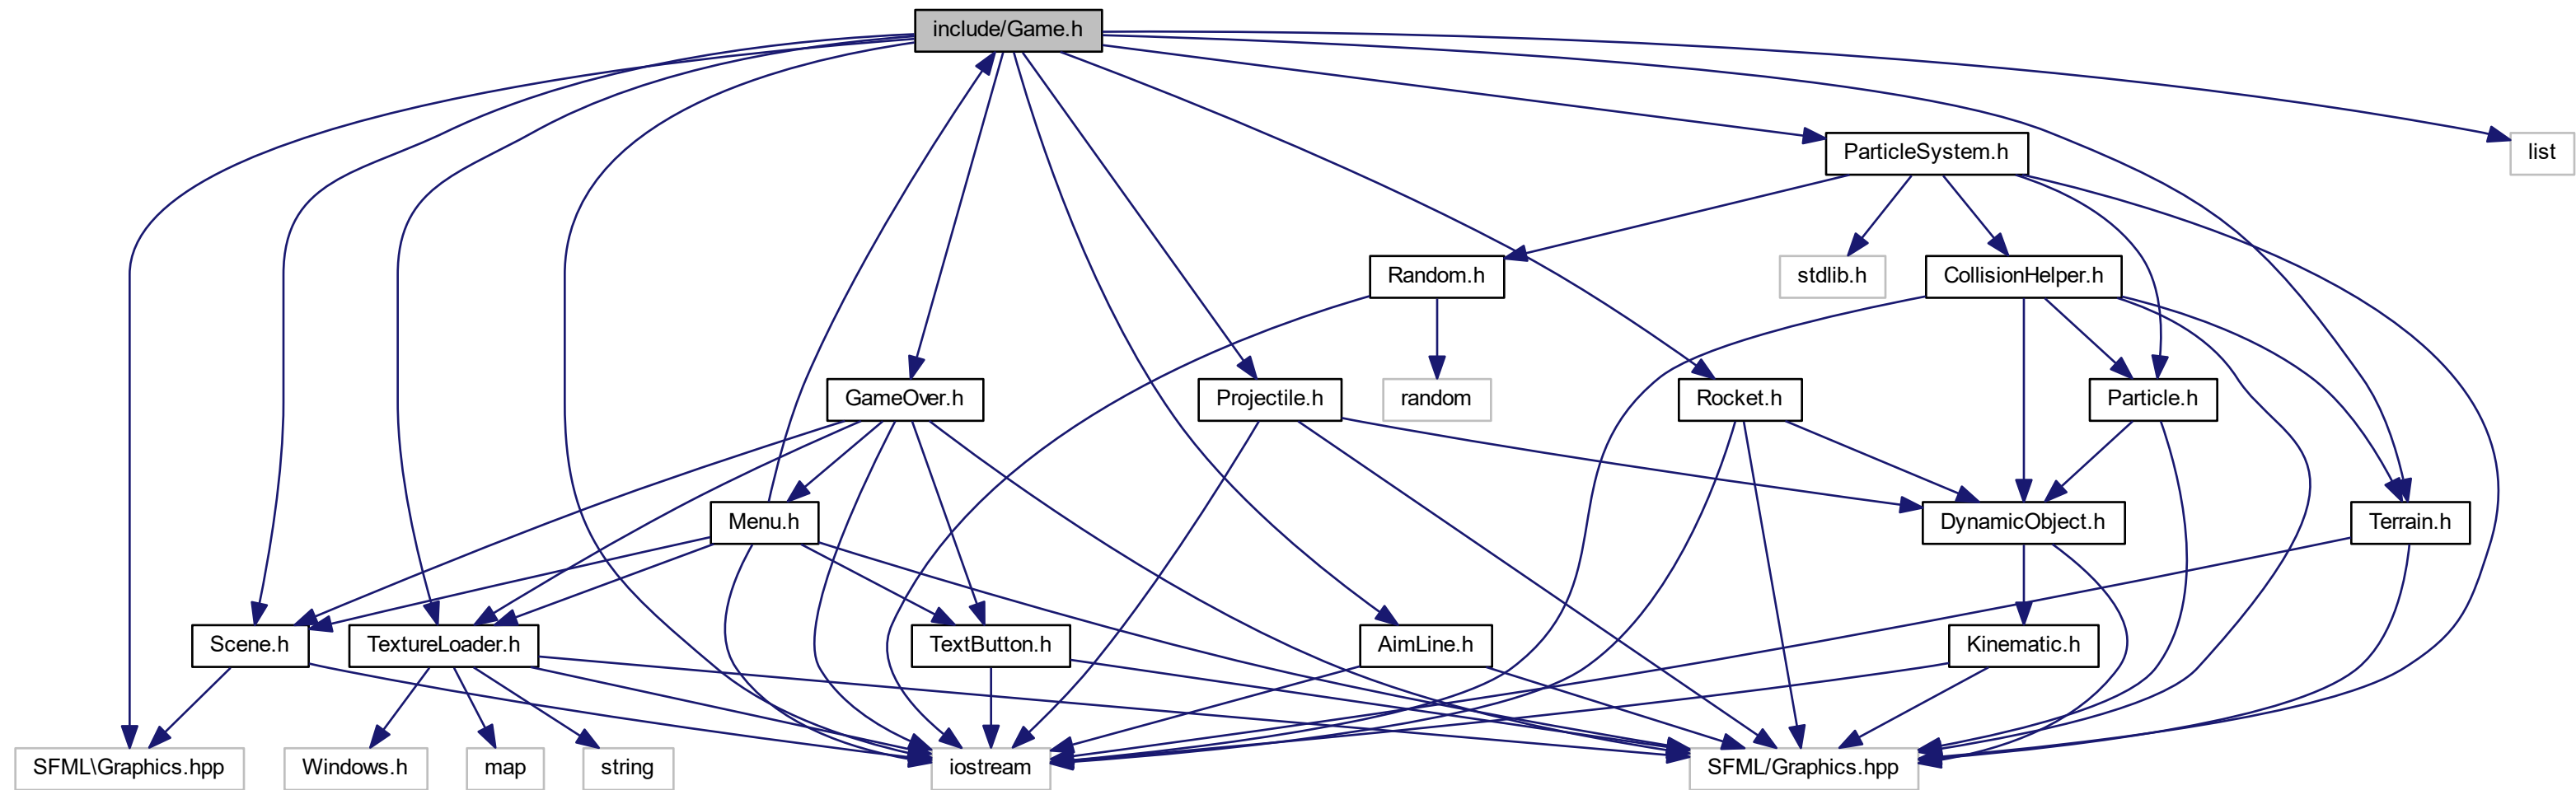 include/Game.h
ParticleSystem.h
list
Random.h
stdlib.h
CollisionHelper.h
GameOver.h
Projectile.h
random
Rocket.h
Particle.h
Menu.h
DynamicObject.h
Terrain.h
Scene.h
TextureLoader.h
TextButton.h
AimLine.h
Kinematic.h
SFML\Graphics.hpp
Windows.h
map
string
iostream
SFML/Graphics.hpp